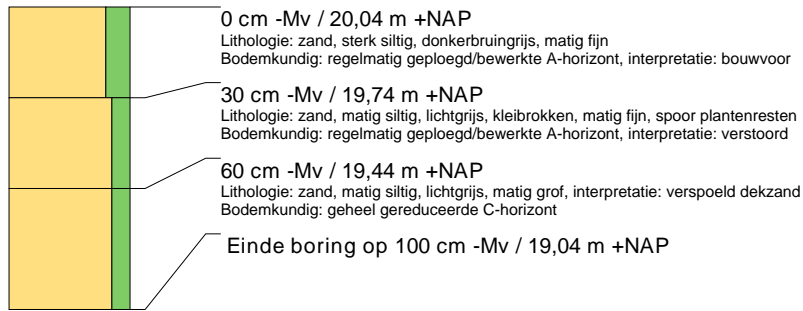 0 cm -Mv / 20,04 m +NAP
Lithologie: zand, sterk siltig, donkerbruingrijs, matig fijn
Bodemkundig: regelmatig geploegd/bewerkte A-horizont, interpretatie: bouwvoor
30 cm -Mv / 19,74 m +NAP
Lithologie: zand, matig siltig, lichtgrijs, kleibrokken, matig fijn, spoor plantenresten
Bodemkundig: regelmatig geploegd/bewerkte A-horizont, interpretatie: verstoord
60 cm -Mv / 19,44 m +NAP
Lithologie: zand, matig siltig, lichtgrijs, matig grof, interpretatie: verspoeld dekzand
Bodemkundig: geheel gereduceerde C-horizont
Einde boring op 100 cm -Mv / 19,04 m +NAP